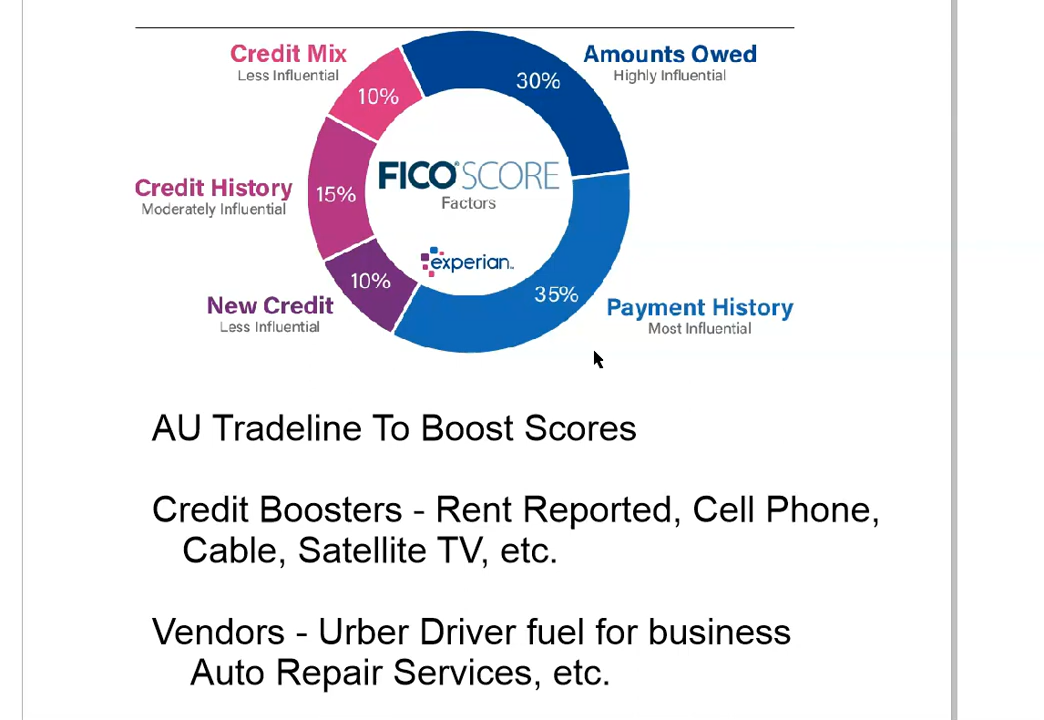 Credit Mix
Less Influential
10%
Amounts Owed
Highly Influential
30%
FICO® SCORE
Factors
Credit History
Moderately Influential
15%
experian™
New Credit
Less Influential
10%
35%
Payment History
Most Influential
AU Tradeline To Boost Scores
Credit Boosters - Rent Reported, Cell Phone,
Cable, Satellite TV, etc.
Vendors - Urber Driver fuel for business
Auto Repair Services, etc.